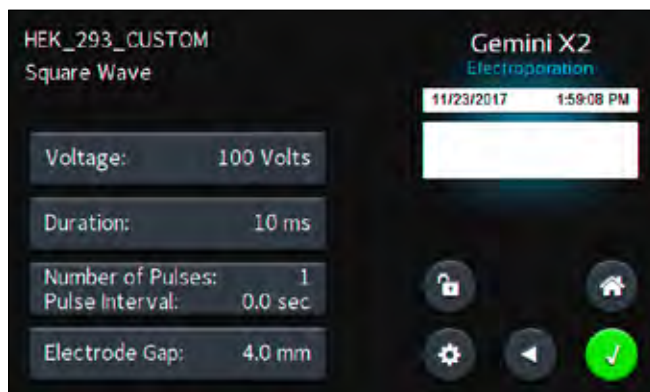 HEK_293_CUSTOM
Square Wave
Gemini X2
Electroporation
11/23/2017 1:59:08 PM
Voltage: 100 Volts
Duration: 10 ms
Number of Pulses: 1
Pulse Interval: 0.0 sec
Electrode Gap: 4.0 mm